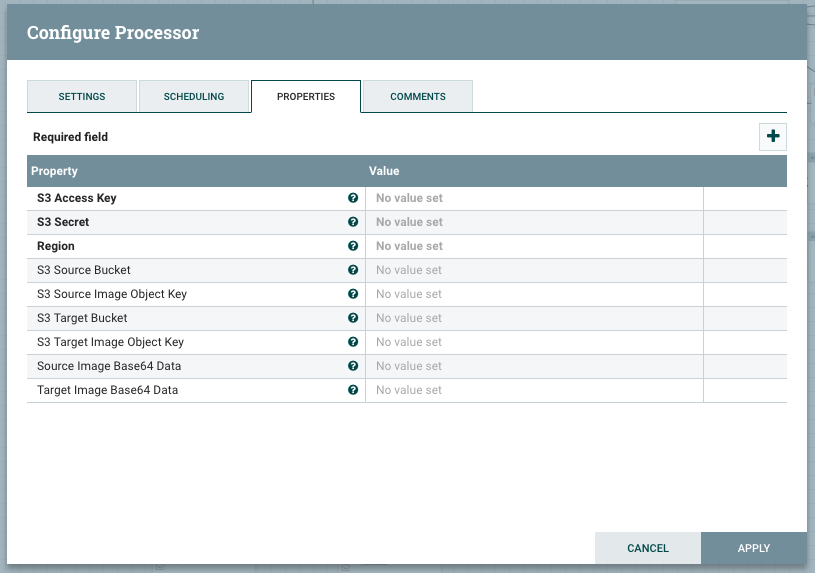 Configure Processor
SETTINGS SCHEDULING PROPERTIES COMMENTS
Required field
Property Value
S3 Access Key No value set
S3 Secret No value set
Region No value set
S3 Source Bucket No value set
S3 Source Image Object Key No value set
S3 Target Bucket No value set
S3 Target Image Object Key No value set
Source Image Base64 Data No value set
Target Image Base64 Data No value set
CANCEL APPLY